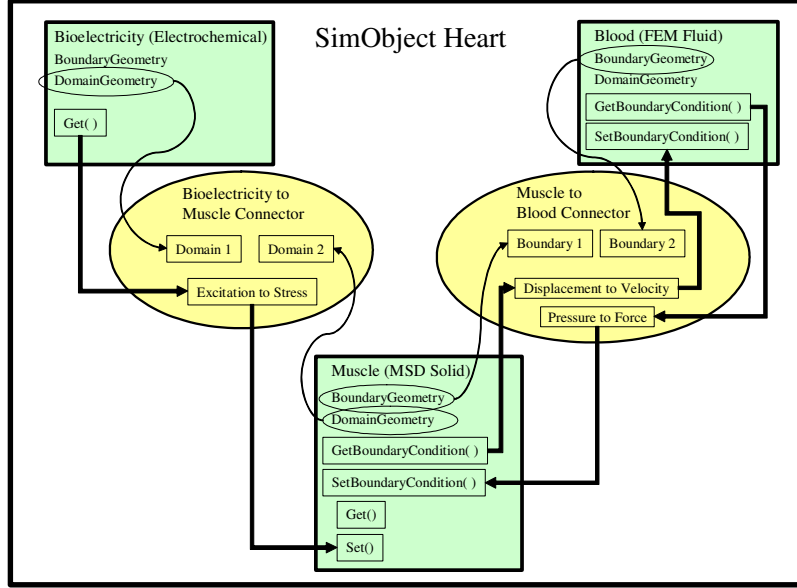 SimObject Heart
Bioelectricity (Electrochemical)
BoundaryGeometry
DomainGeometry
Get( )
Blood (FEM Fluid)
BoundaryGeometry
DomainGeometry
GetBoundaryCondition( )
SetBoundaryCondition( )
Bioelectricity to
Muscle Connector
Domain 1
Domain 2
Excitation to Stress
Muscle to
Blood Connector
Boundary 1
Boundary 2
Displacement to Velocity
Pressure to Force
Muscle (MSD Solid)
BoundaryGeometry
DomainGeometry
GetBoundaryCondition( )
SetBoundaryCondition( )
Get()
Set()